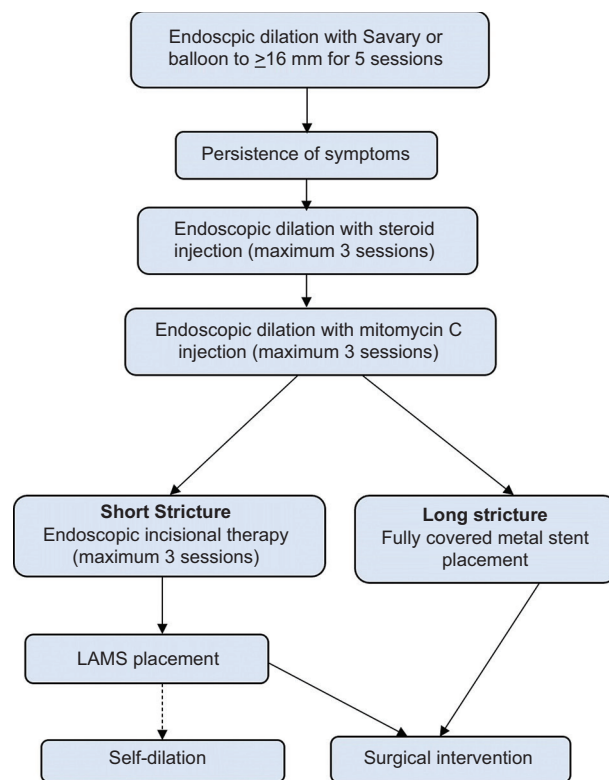 Endoscpic dilation with Savary or
balloon to ≥16 mm for 5 sessions
Persistence of symptoms
Endoscopic dilation with steroid
injection (maximum 3 sessions)
Endoscopic dilation with mitomycin C
injection (maximum 3 sessions)
Short Stricture
Endoscopic incisional therapy
(maximum 3 sessions)
Long stricture
Fully covered metal stent
placement
LAMS placement
Self-dilation
Surgical intervention